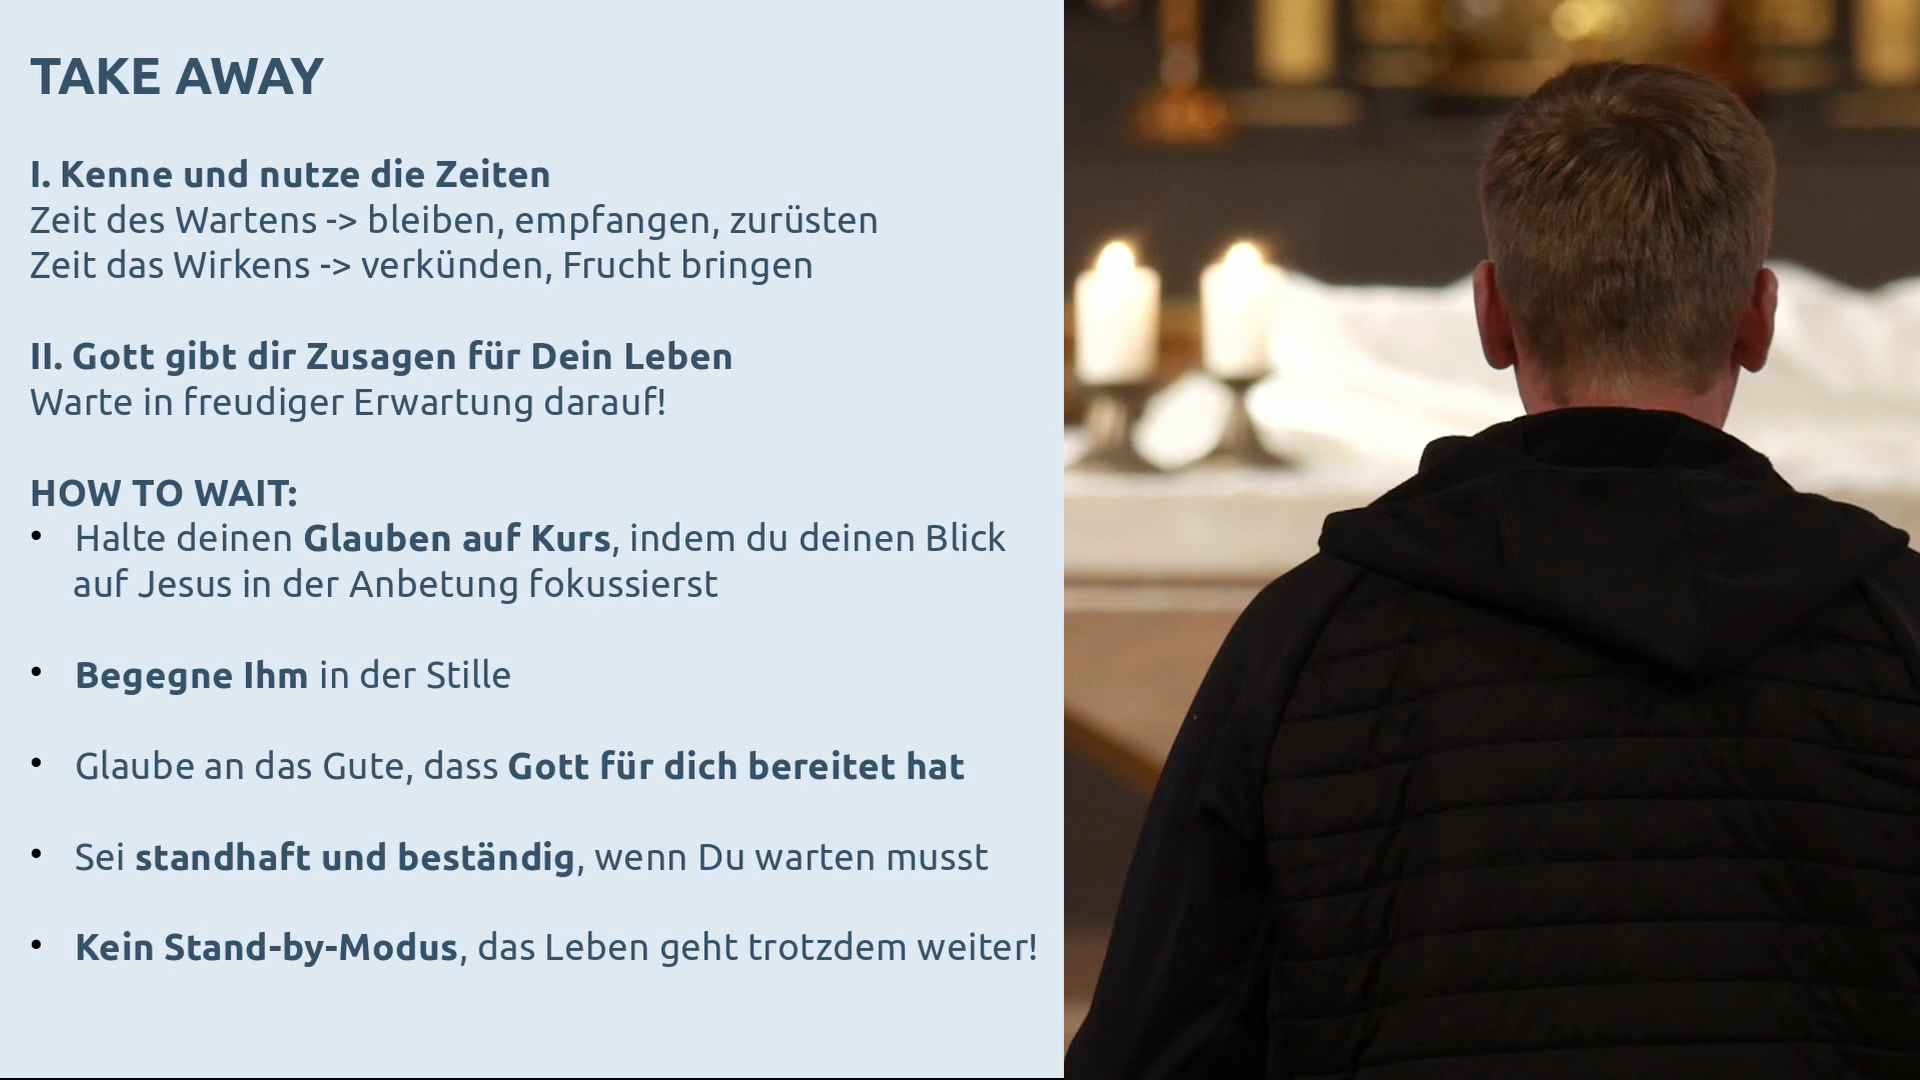 TAKE AWAY
I. Kenne und nutze die Zeiten
Zeit des Wartens -> bleiben, empfangen, zurüsten
Zeit das Wirkens -> verkünden, Frucht bringen
II. Gott gibt dir Zusagen für Dein Leben
Warte in freudiger Erwartung darauf!
HOW TO WAIT:
• Halte deinen Glauben auf Kurs, indem du deinen Blick
auf Jesus in der Anbetung fokussierst
• Begegne Ihm in der Stille
• Glaube an das Gute, dass Gott für dich bereitet hat
• Sei standhaft und beständig, wenn Du warten musst
• Kein Stand-by-Modus, das Leben geht trotzdem weiter!